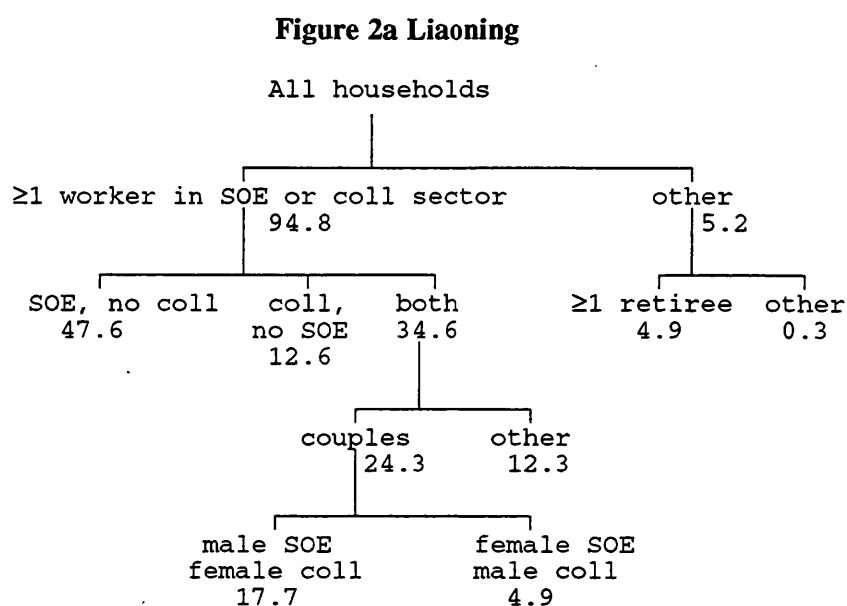 Figure 2a Liaoning
All households
≥1 worker in SOE or coll sector other
94.8 5.2
SOE, no coll coll, both ≥1 retiree other
47.6 no SOE 34.6 4.9 0.3
12.6
couples other
24.3 12.3
male SOE female SOE
female coll male coll
17.7 4.9